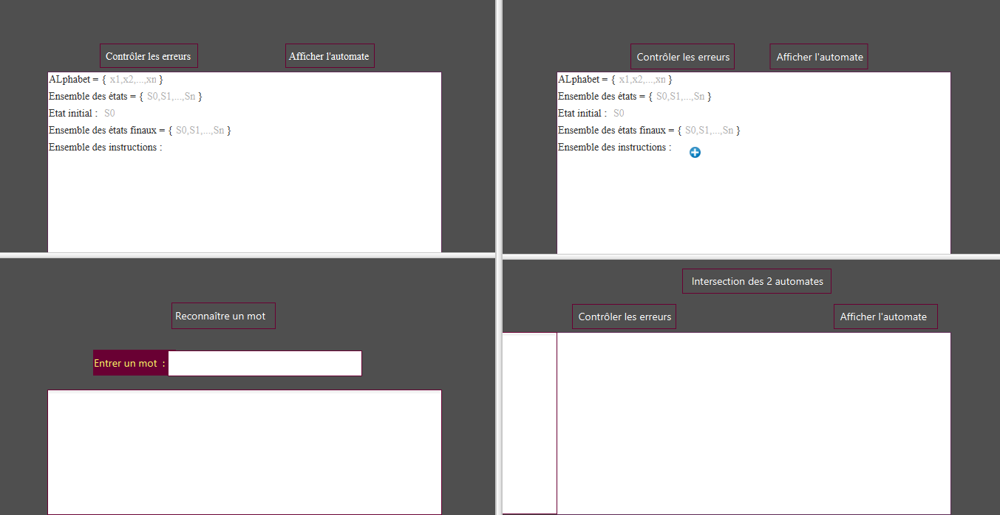 Contrôler les erreurs
Afficher l'automate
ALphabet = { x1,x2,...,xn }
Ensemble des états = { S0,S1,...,Sn }
Etat initial : S0
Ensemble des états finaux = { S0,S1,...,Sn }
Ensemble des instructions :
Contrôler les erreurs
Afficher l'automate
ALphabet = { x1,x2,...,xn }
Ensemble des états = { S0,S1,...,Sn }
Etat initial : S0
Ensemble des états finaux = { S0,S1,...,Sn }
Ensemble des instructions :
Reconnaître un mot
Entrer un mot :
Intersection des 2 automates
Contrôler les erreurs
Afficher l'automate